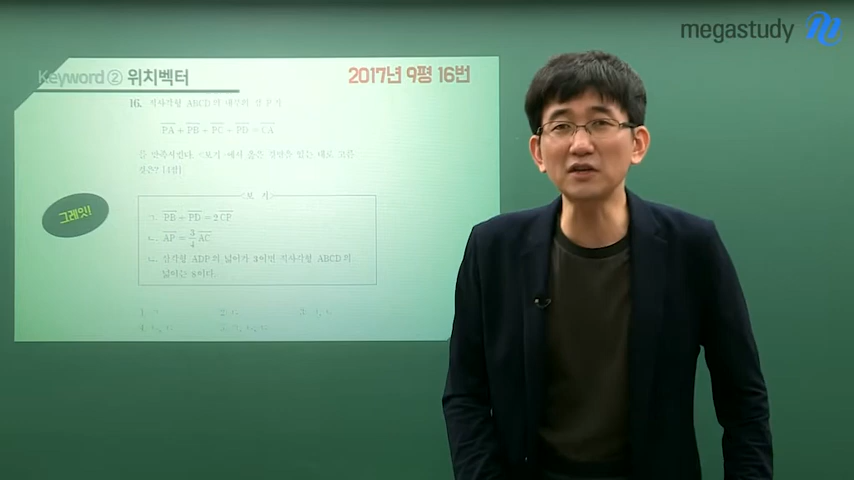 megastudy
Keyword② 위치벡터
2017년 9평 16번
16. 직사각형 ABCD의 내부의 점 P가
PA + PB + PC + PD = CA
를 만족시킨다. <보기>에서 옳은 것만을 있는 대로 고른
것은? [4점]
그레잇!
보 기
ㄱ. PB + PD = 2CP
ㄴ. AP = 3/4 AC
ㄷ. 삼각형 ADP의 넓이가 3이면 직사각형 ABCD의
넓이는 8이다.